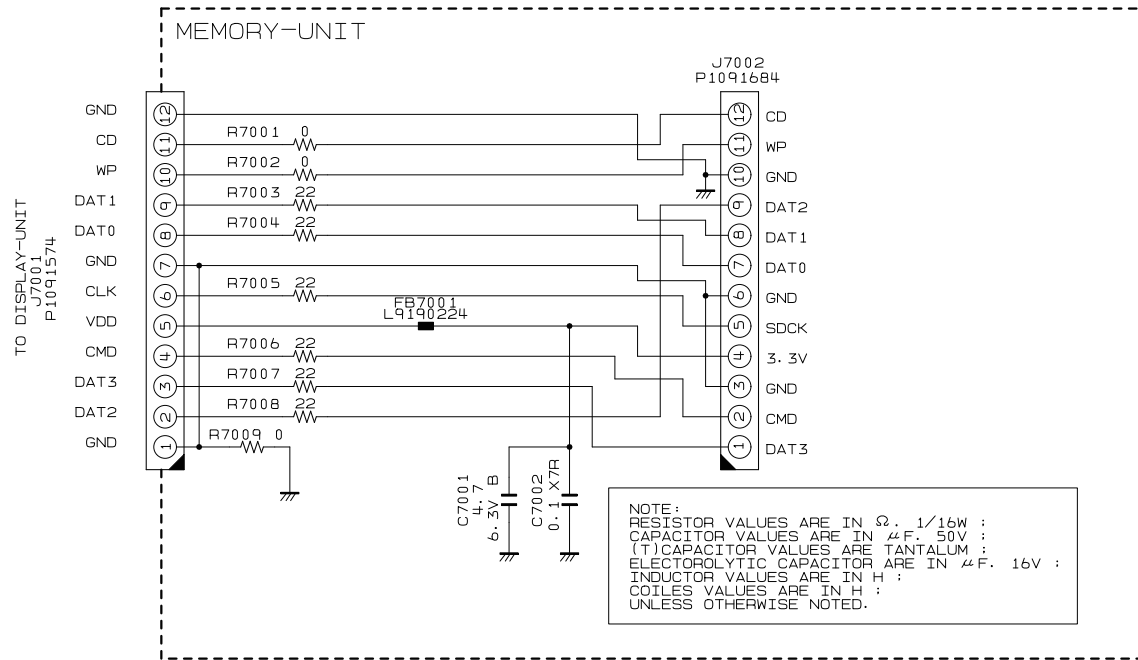 MEMORY-UNIT
TO DISPLAY-UNIT
J7001
P1091574
GND
CD
WP
DAT1
DAT0
GND
CLK
VDD
CMD
DAT3
DAT2
GND
12
11
10
9
8
7
6
5
4
3
2
1
R7001 0
R7002 0
R7003 22
R7004 22
R7005 22
FB7001
L9190224
R7006 22
R7007 22
R7008 22
R7009 0
C7001
4.7
6.3V B
C7002
0.1 X7R
J7002
P1091684
12 CD
11 WP
10 GND
9 DAT2
8 DAT1
7 DAT0
6 GND
5 SDCK
4 3.3V
3 GND
2 CMD
1 DAT3
NOTE:
RESISTOR VALUES ARE IN Ω. 1/16W :
CAPACITOR VALUES ARE IN μF. 50V :
(T)CAPACITOR VALUES ARE TANTALUM :
ELECTOROLYTIC CAPACITOR ARE IN μF. 16V :
INDUCTOR VALUES ARE IN H :
COILES VALUES ARE IN H :
UNLESS OTHERWISE NOTED.